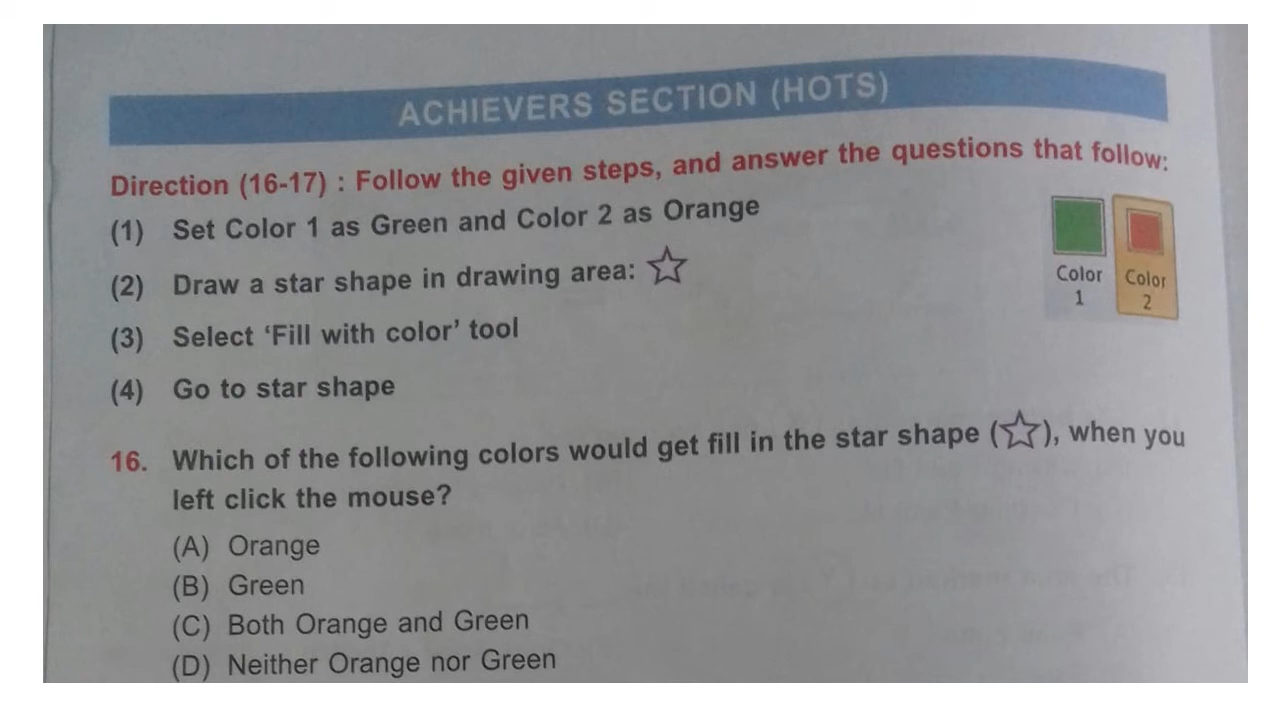 ACHIEVERS SECTION (HOTS)
Direction (16-17) : Follow the given steps, and answer the questions that follow:
(1) Set Color 1 as Green and Color 2 as Orange
Color 1
Color 2
(2) Draw a star shape in drawing area:
(3) Select ‘Fill with color’ tool
(4) Go to star shape
16. Which of the following colors would get fill in the star shape (☆), when you
left click the mouse?
(A) Orange
(B) Green
(C) Both Orange and Green
(D) Neither Orange nor Green